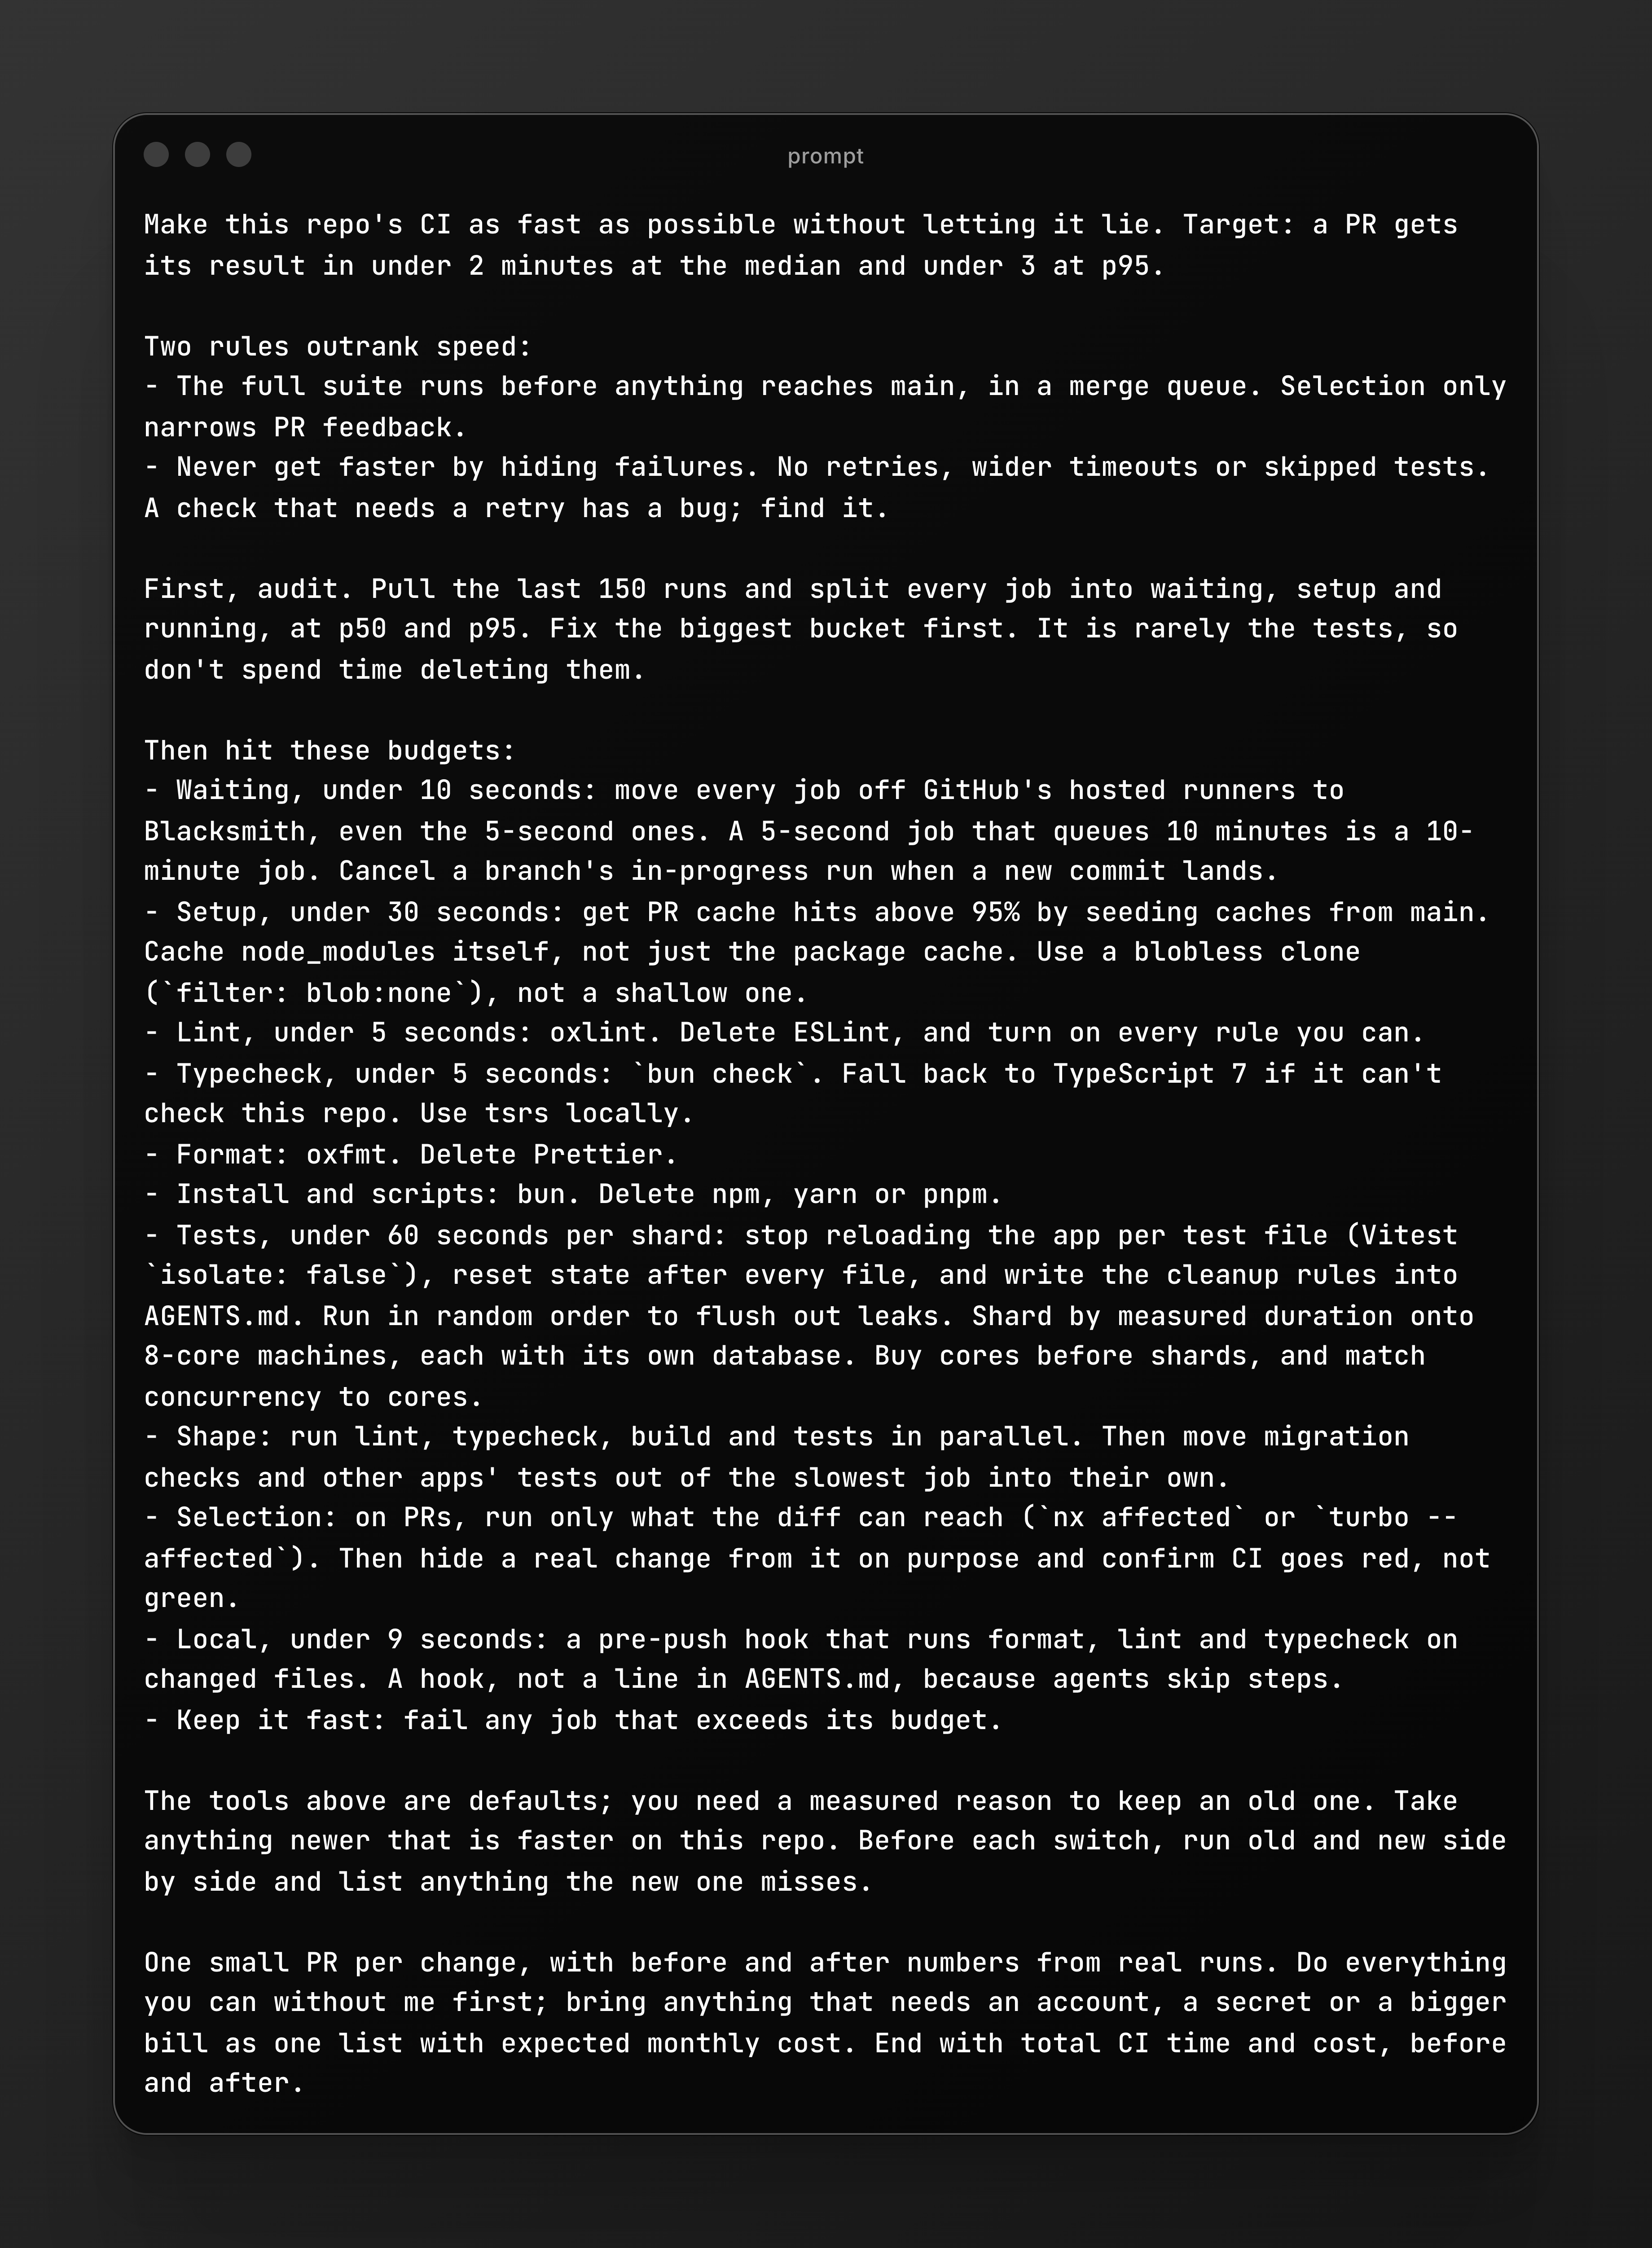 prompt
Make this repo's CI as fast as possible without letting it lie. Target: a PR gets
its result in under 2 minutes at the median and under 3 at p95.
Two rules outrank speed:
- The full suite runs before anything reaches main, in a merge queue. Selection only
narrows PR feedback.
- Never get faster by hiding failures. No retries, wider timeouts or skipped tests.
A check that needs a retry has a bug; find it.
First, audit. Pull the last 150 runs and split every job into waiting, setup and
running, at p50 and p95. Fix the biggest bucket first. It is rarely the tests, so
don't spend time deleting them.
Then hit these budgets:
- Waiting, under 10 seconds: move every job off GitHub's hosted runners to
Blacksmith, even the 5-second ones. A 5-second job that queues 10 minutes is a 10-
minute job. Cancel a branch's in-progress run when a new commit lands.
- Setup, under 30 seconds: get PR cache hits above 95% by seeding caches from main.
Cache node_modules itself, not just the package cache. Use a blobless clone
(`filter: blob:none`), not a shallow one.
- Lint, under 5 seconds: oxlint. Delete ESLint, and turn on every rule you can.
- Typecheck, under 5 seconds: `bun check`. Fall back to TypeScript 7 if it can't
check this repo. Use tsrs locally.
- Format: oxfmt. Delete Prettier.
- Install and scripts: bun. Delete npm, yarn or pnpm.
- Tests, under 60 seconds per shard: stop reloading the app per test file (Vitest
`isolate: false`), reset state after every file, and write the cleanup rules into
AGENTS.md. Run in random order to flush out leaks. Shard by measured duration onto
8-core machines, each with its own database. Buy cores before shards, and match
concurrency to cores.
- Shape: run lint, typecheck, build and tests in parallel. Then move migration
checks and other apps' tests out of the slowest job into their own.
- Selection: on PRs, run only what the diff can reach (`nx affected` or `turbo --
affected`). Then hide a real change from it on purpose and confirm CI goes red, not
green.
- Local, under 9 seconds: a pre-push hook that runs format, lint and typecheck on
changed files. A hook, not a line in AGENTS.md, because agents skip steps.
- Keep it fast: fail any job that exceeds its budget.
The tools above are defaults; you need a measured reason to keep an old one. Take
anything newer that is faster on this repo. Before each switch, run old and new side
by side and list anything the new one misses.
One small PR per change, with before and after numbers from real runs. Do everything
you can without me first; bring anything that needs an account, a secret or a bigger
bill as one list with expected monthly cost. End with total CI time and cost, before
and after.